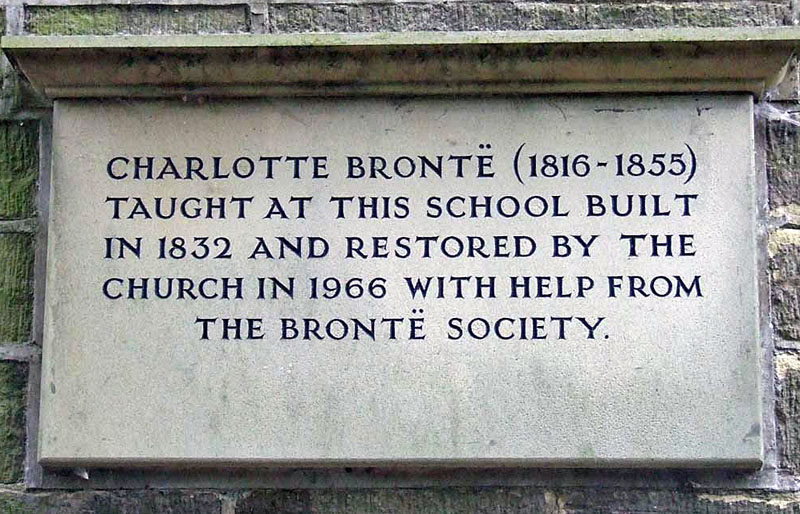 CHARLOTTE BRONTË (1816-1855)
TAUGHT AT THIS SCHOOL BUILT
IN 1832 AND RESTORED BY THE
CHURCH IN 1966 WITH HELP FROM
THE BRONTË SOCIETY.